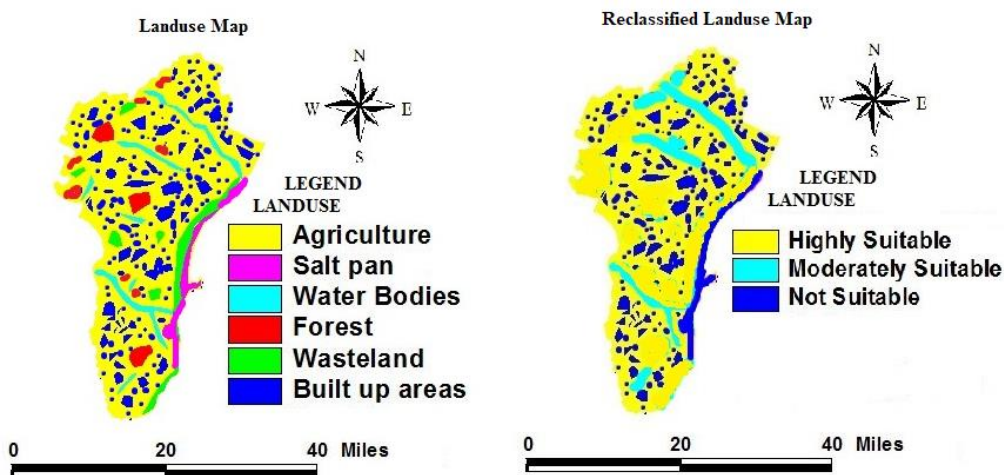 Landuse Map
N
W E
S
LEGEND
LANDUSE
Agriculture
Salt pan
Water Bodies
Forest
Wasteland
Built up areas
0 20 40 Miles
Reclassified Landuse Map
N
W E
S
LEGEND
LANDUSE
Highly Suitable
Moderately Suitable
Not Suitable
0 20 40 Miles